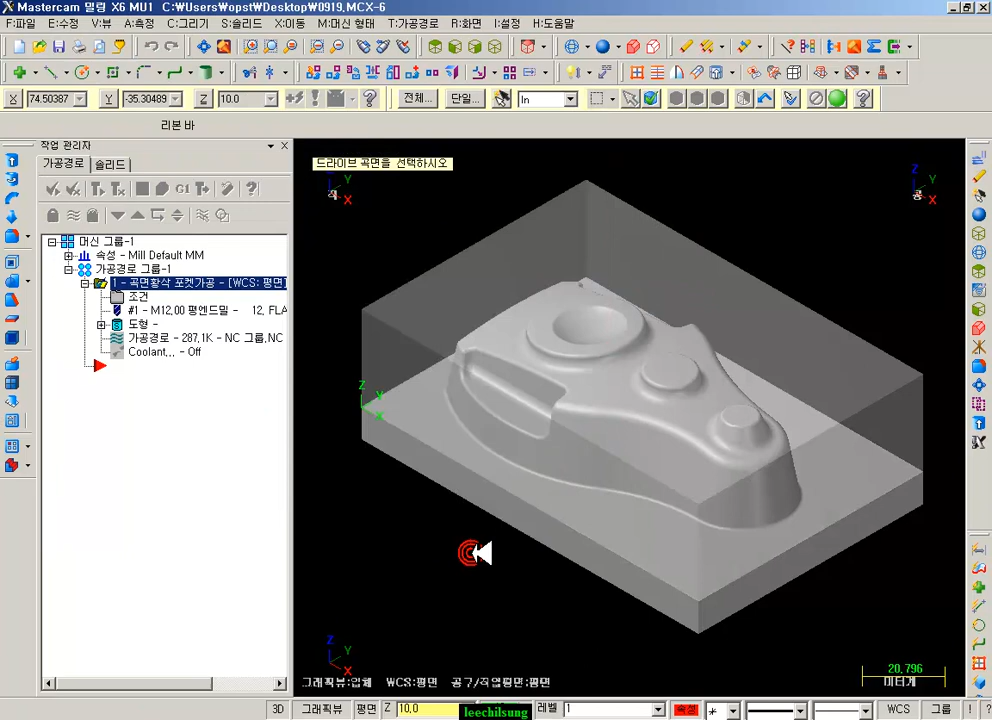 Mastercam 밀링 X6 MU1 C:\Users\opst\Desktop\0919.MCX-6
F:파일 E:수정 V:뷰 A:측정 C:그리기 S:솔리드 X:이동 M:머신 형태 T:가공경로 R:화면 I:설정 H:도움말
X 74.50387 Y -35.30489 Z 10.0 전체... 단일... In
리본 바
작업 관리자
가공경로 솔리드
G1
드라이브 곡면을 선택하시오
머신 그룹-1
속성 - Mill Default MM
가공경로 그룹-1
1 - 곡면황삭 포켓가공 - [WCS: 평면]
조건
#1 - M12.00 평엔드밀 - 12. FLA
도형 -
가공경로 - 287.1K - NC 그룹.NC
Coolant... - Off
Z Y X
Z Y X
Z Y X
Z Y X
20.796
미터계
그래픽뷰:입체 WCS:평면 공구/작업평면:평면
3D 그래픽뷰 평면 Z 10.0 레벨 1 속성 WCS 그룹 ! ?
leechilsung